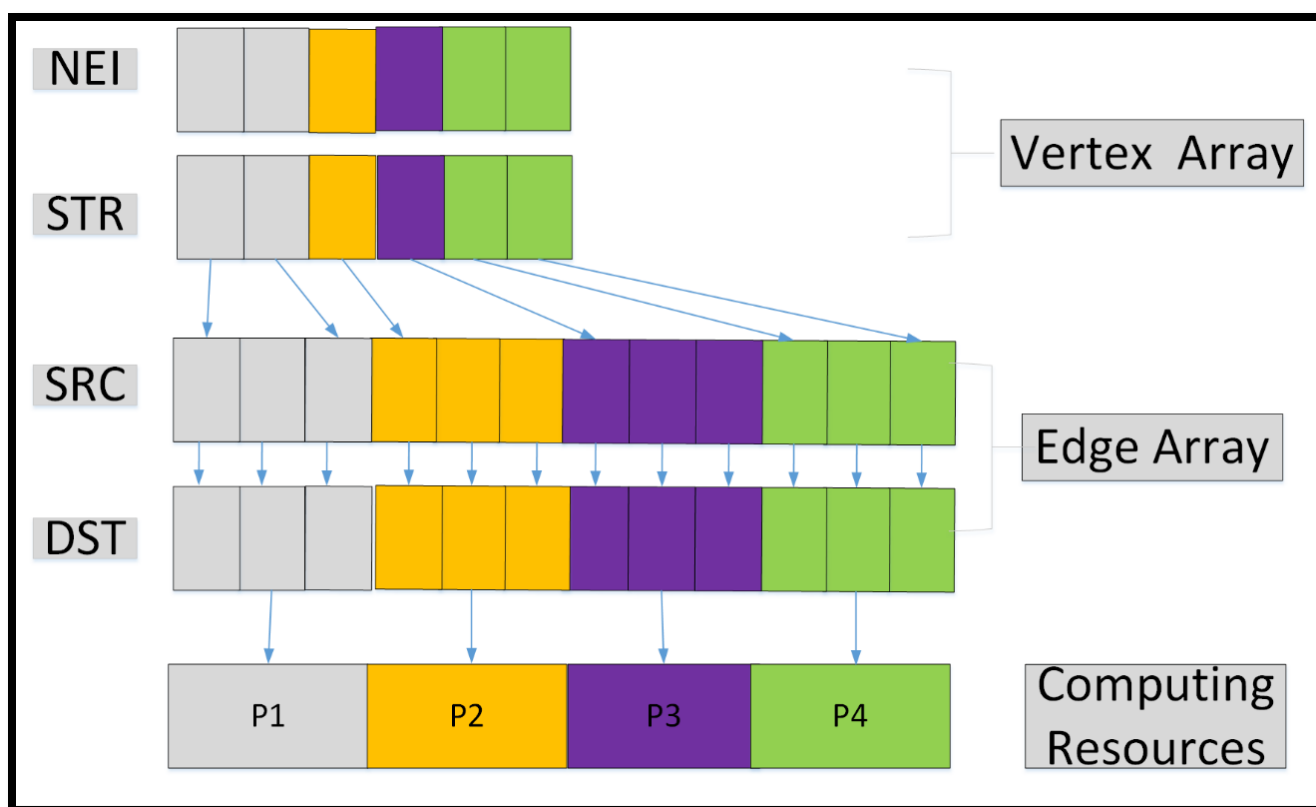 NEI
Vertex Array
STR
SRC
Edge Array
DST
P1
P2
P3
P4
Computing
Resources